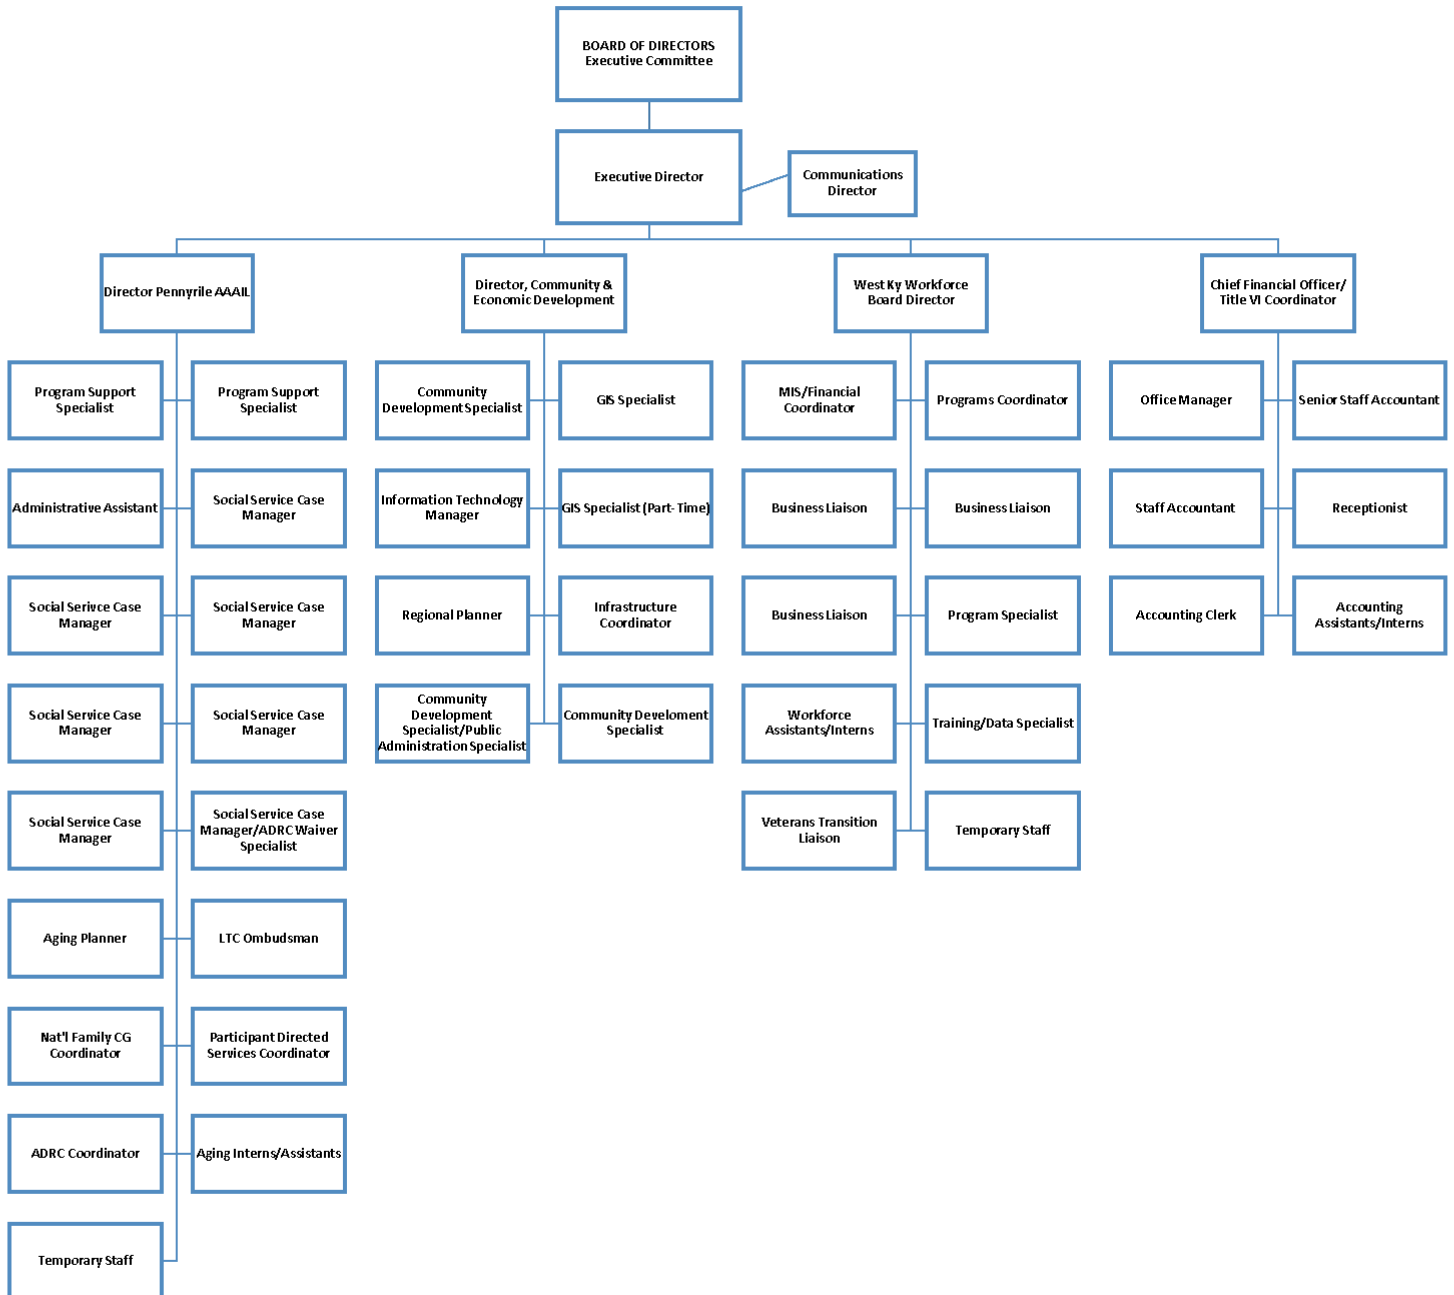 BOARD OF DIRECTORS
Executive Committee
Executive Director
Communications
Director
Director Pennyrile AAAIL
Director, Community &
Economic Development
West Ky Workforce
Board Director
Chief Financial Officer/
Title VI Coordinator
Program Support
Specialist
Program Support
Specialist
Community
Development Specialist
GIS Specialist
MIS/Financial
Coordinator
Programs Coordinator
Office Manager
Senior Staff Accountant
Administrative Assistant
Social Service Case
Manager
Information Technology
Manager
GIS Specialist (Part-Time)
Business Liaison
Business Liaison
Staff Accountant
Receptionist
Social Serivce Case
Manager
Social Service Case
Manager
Regional Planner
Infrastructure
Coordinator
Business Liaison
Program Specialist
Accounting Clerk
Accounting
Assistants/Interns
Social Service Case
Manager
Social Service Case
Manager
Community
Development
Specialist/Public
Administration Specialist
Community Develoment
Specialist
Workforce
Assistants/Interns
Training/Data Specialist
Social Service Case
Manager
Social Service Case
Manager/ADRC Waiver
Specialist
Veterans Transition
Liaison
Temporary Staff
Aging Planner
LTC Ombudsman
Nat'l Family CG
Coordinator
Participant Directed
Services Coordinator
ADRC Coordinator
Aging Interns/Assistants
Temporary Staff